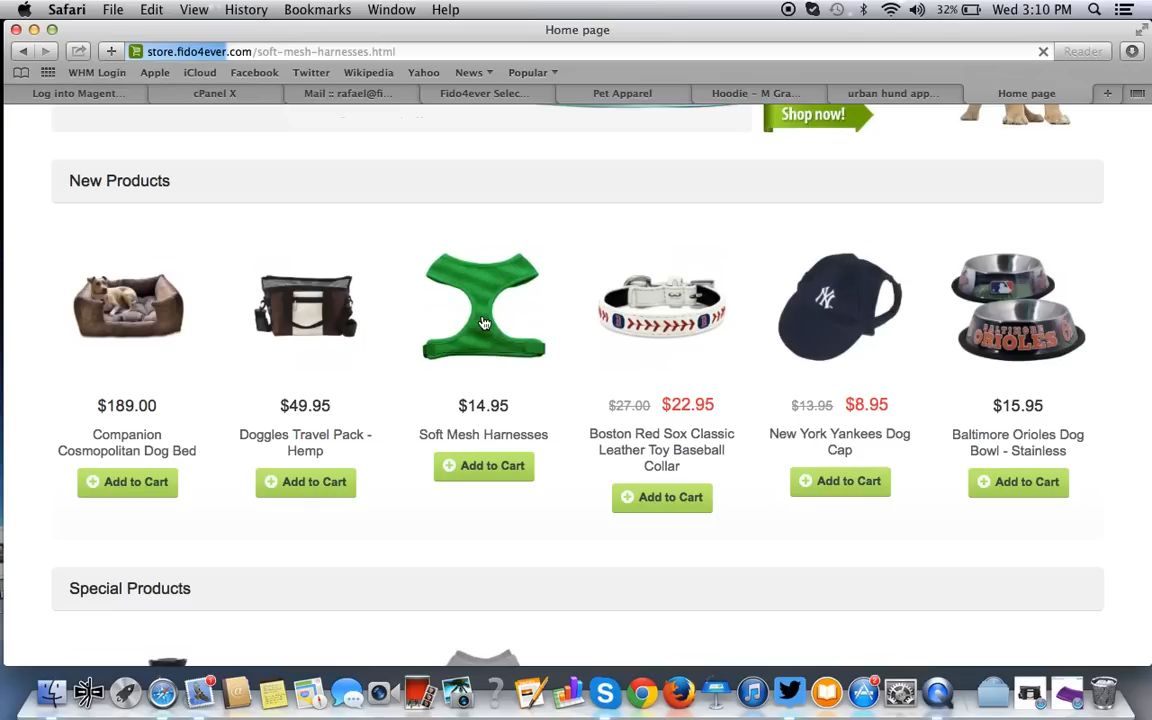 Safari File Edit View History Bookmarks Window Help 32% Wed 3:10 PM
Home page
store.fido4ever.com/soft-mesh-harnesses.html Reader
WHM Login Apple iCloud Facebook Twitter Wikipedia Yahoo News Popular
Log into Magent... cPanel X Mail :: rafael@fi... Fido4ever Selec... Pet Apparel Hoodie – M Gra... urban hund app... Home page
Shop now!
New Products
$189.00 $49.95 $14.95 $27.00 $22.95 $13.95 $8.95 $15.95
Companion Cosmopolitan Dog Bed
Doggles Travel Pack - Hemp
Soft Mesh Harnesses
Boston Red Sox Classic Leather Toy Baseball Collar
New York Yankees Dog Cap
Baltimore Orioles Dog Bowl - Stainless
Add to Cart Add to Cart Add to Cart Add to Cart Add to Cart Add to Cart
Special Products